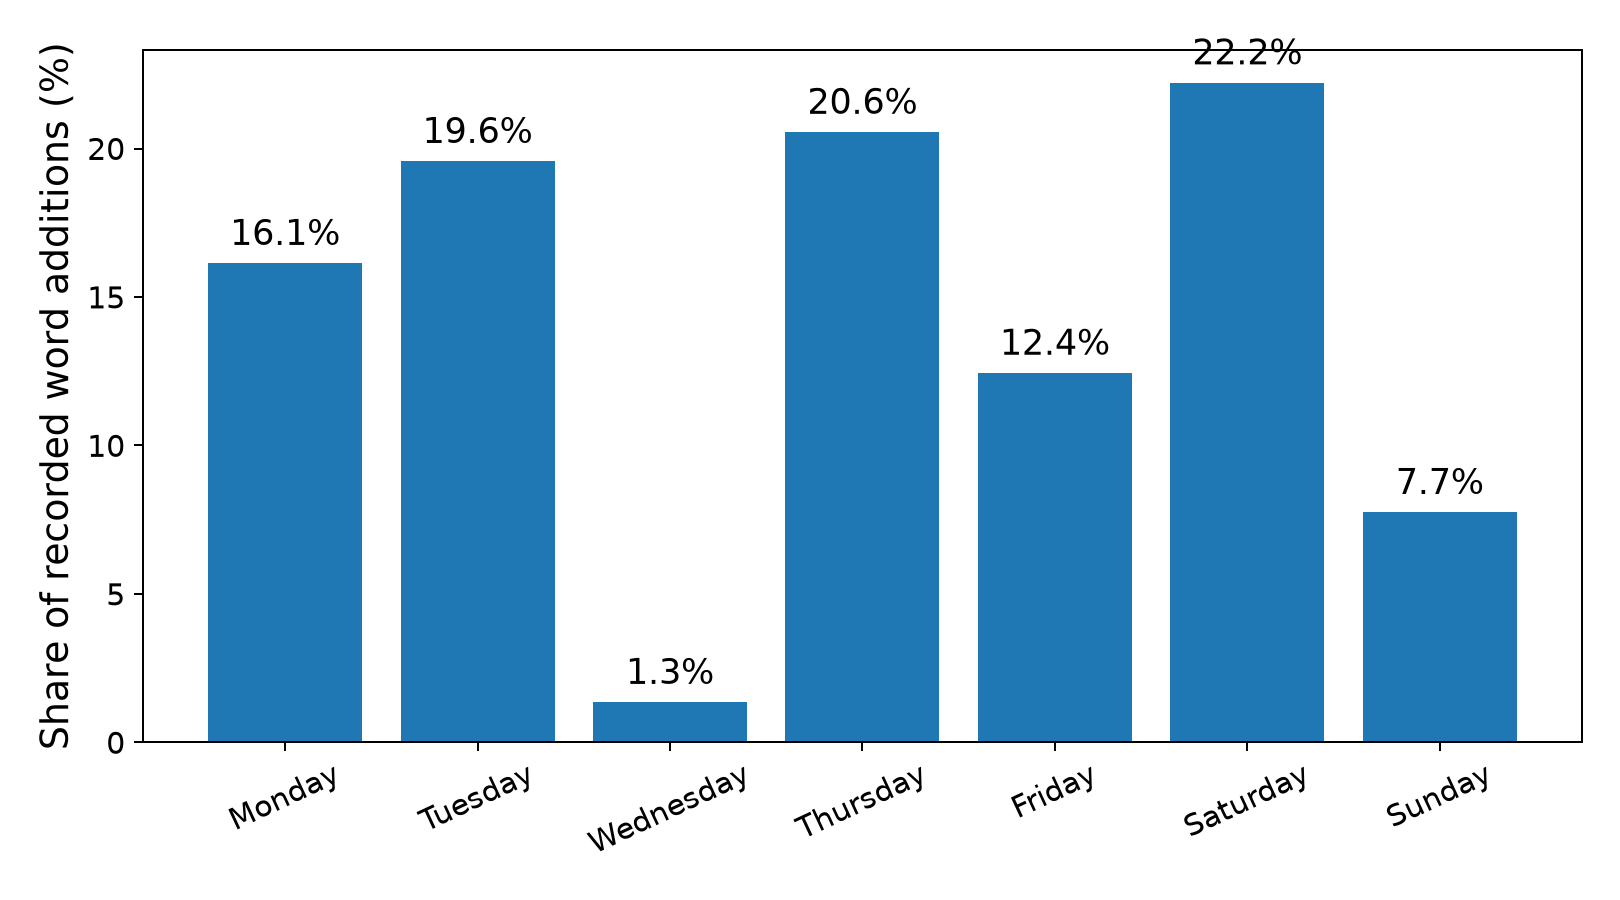 Share of recorded word additions (%)
20
15
10
5
0
16.1%
19.6%
1.3%
20.6%
12.4%
22.2%
7.7%
Monday
Tuesday
Wednesday
Thursday
Friday
Saturday
Sunday